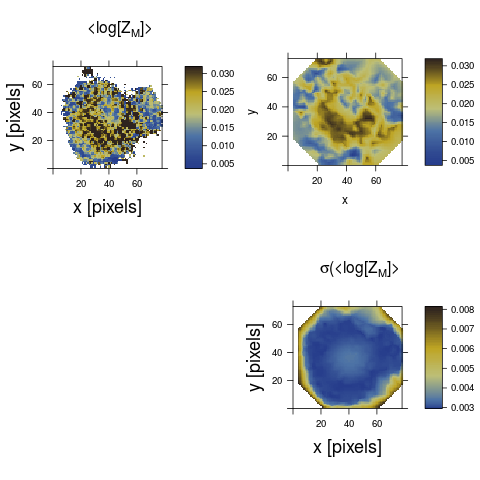 <log[Z_M]>
60
40
20
20 40 60
0.030
0.025
0.020
0.015
0.010
0.005
y [pixels]
x [pixels]
60
40
20
20 40 60
0.030
0.025
0.020
0.015
0.010
0.005
y
x
σ(<log[Z_M]>
60
40
20
20 40 60
0.008
0.007
0.006
0.005
0.004
0.003
y [pixels]
x [pixels]